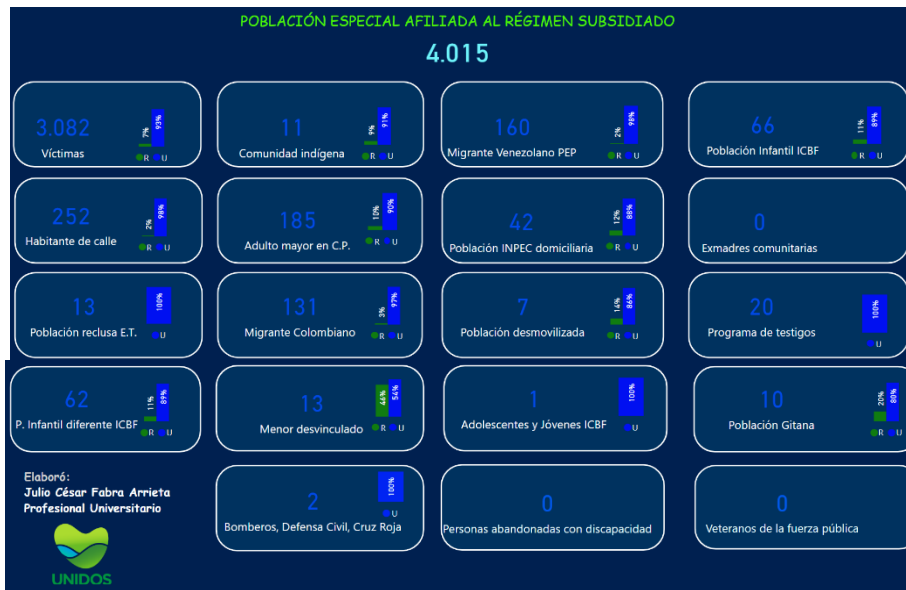 POBLACIÓN ESPECIAL AFILIADA AL RÉGIMEN SUBSIDIADO
4.015
3.082
7%
93%
Víctimas
R U
11
9%
91%
Comunidad indígena
R U
160
2%
98%
Migrante Venezolano PEP
R U
66
11%
89%
Población Infantil ICBF
R U
252
2%
98%
Habitante de calle
R U
185
10%
90%
Adulto mayor en C.P.
R U
42
12%
88%
Población INPEC domiciliaria
R U
0
Exmadres comunitarias
13
100%
Población reclusa E.T.
U
131
3%
97%
Migrante Colombiano
R U
7
14%
86%
Población desmovilizada
R U
20
100%
Programa de testigos
U
62
11%
89%
P. Infantil diferente ICBF
R U
13
46%
54%
Menor desvinculado
R U
1
100%
Adolescentes y Jóvenes ICBF
U
10
20%
80%
Población Gitana
R U
Elaboró:
Julio César Fabra Arrieta
Profesional Universitario
UNIDOS
2
100%
U
Bomberos, Defensa Civil, Cruz Roja
0
Personas abandonadas con discapacidad
0
Veteranos de la fuerza pública